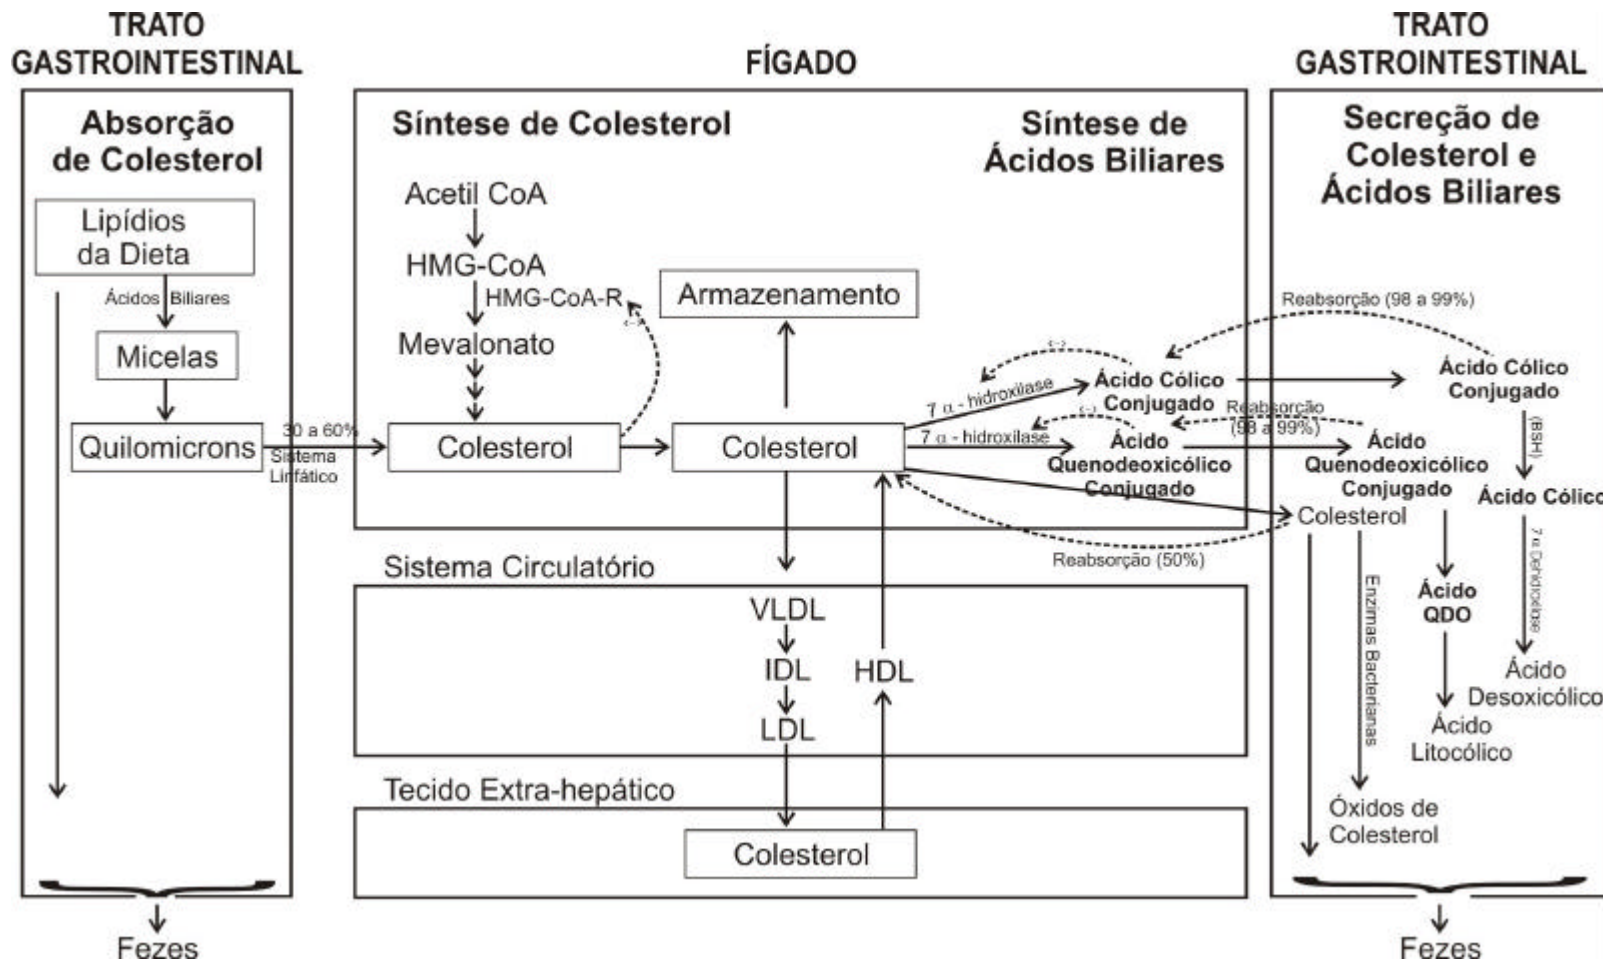 TRATO
GASTROINTESTINAL
Absorção
de Colesterol
Lipídios
da Dieta
Ácidos Biliares
Micelas
Quilomicrons
30 a 60%
Sistema
Linfático
Fezes
FÍGADO
Síntese de Colesterol
Acetil CoA
HMG-CoA
HMG-CoA-R
(-)
Mevalonato
Colesterol
Armazenamento
Colesterol
Síntese de
Ácidos Biliares
7 α - hidroxilase
(-)
Ácido Cólico
Conjugado
7 α - hidroxilase
(-)
Ácido
Quenodeoxicólico
Conjugado
Reabsorção (50%)
Sistema Circulatório
VLDL
IDL
LDL
HDL
Tecido Extra-hepático
Colesterol
TRATO
GASTROINTESTINAL
Secreção de
Colesterol e
Ácidos Biliares
Reabsorção (98 a 99%)
Ácido Cólico
Conjugado
Reabsorção
(98 a 99%)
Ácido
Quenodeoxicólico
Conjugado
(BSH)
Ácido Cólico
Colesterol
7 α Dehidroxilase
Ácido
QDO
Enzimas Bacterianas
Ácido
Desoxicólico
Ácido
Litocólico
Óxidos de
Colesterol
Fezes